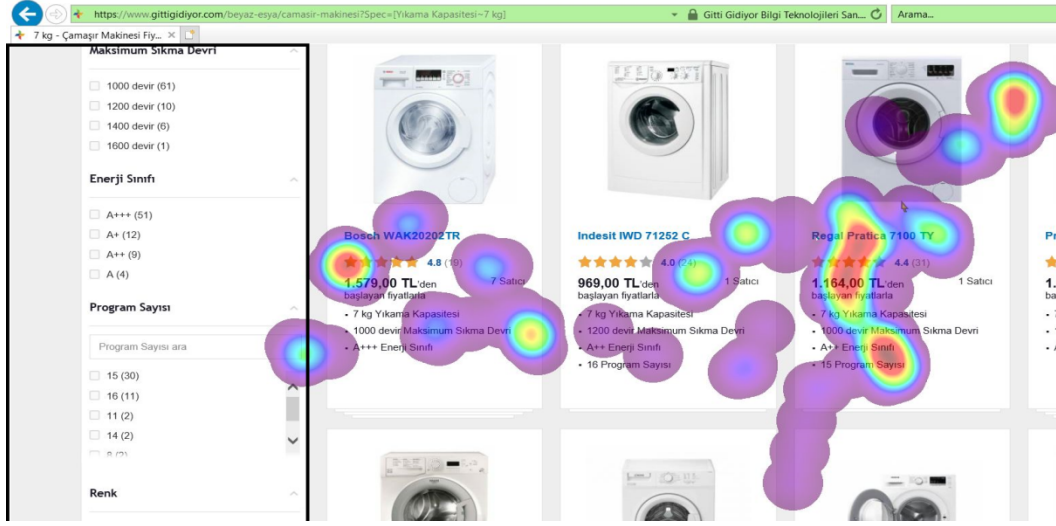 https://www.gittigidiyor.com/beyaz-esya/camasir-makinesi?Spec=[Yıkama Kapasitesi~7 kg]
Gitti Gidiyor Bilgi Teknolojileri San...
Arama...
7 kg - Çamaşır Makinesi Fiy...
Maksimum Sıkma Devri
1000 devir (61)
1200 devir (10)
1400 devir (6)
1600 devir (1)
Enerji Sınıfı
A+++ (51)
A+ (12)
A++ (9)
A (4)
Program Sayısı
Program Sayısı ara
15 (30)
16 (11)
11 (2)
14 (2)
Renk
Bosch WAK20202TR
4.8 (19)
1.579,00 TL'den
7 Satıcı
başlayan fiyatlarla
• 7 kg Yıkama Kapasitesi
• 1000 devir Maksimum Sıkma Devri
• A+++ Enerji Sınıfı
Indesit IWD 71252 C
4.0 (24)
969,00 TL'den
1 Satıcı
başlayan fiyatlarla
• 7 kg Yıkama Kapasitesi
• 1200 devir Maksimum Sıkma Devri
• A++ Enerji Sınıfı
• 16 Program Sayısı
Regal Pratica 7100 TY
4.4 (31)
1.164,00 TL'den
1 Satıcı
başlayan fiyatlarla
• 7 kg Yıkama Kapasitesi
• 1000 devir Maksimum Sıkma Devri
• A++ Enerji Sınıfı
• 15 Program Sayısı